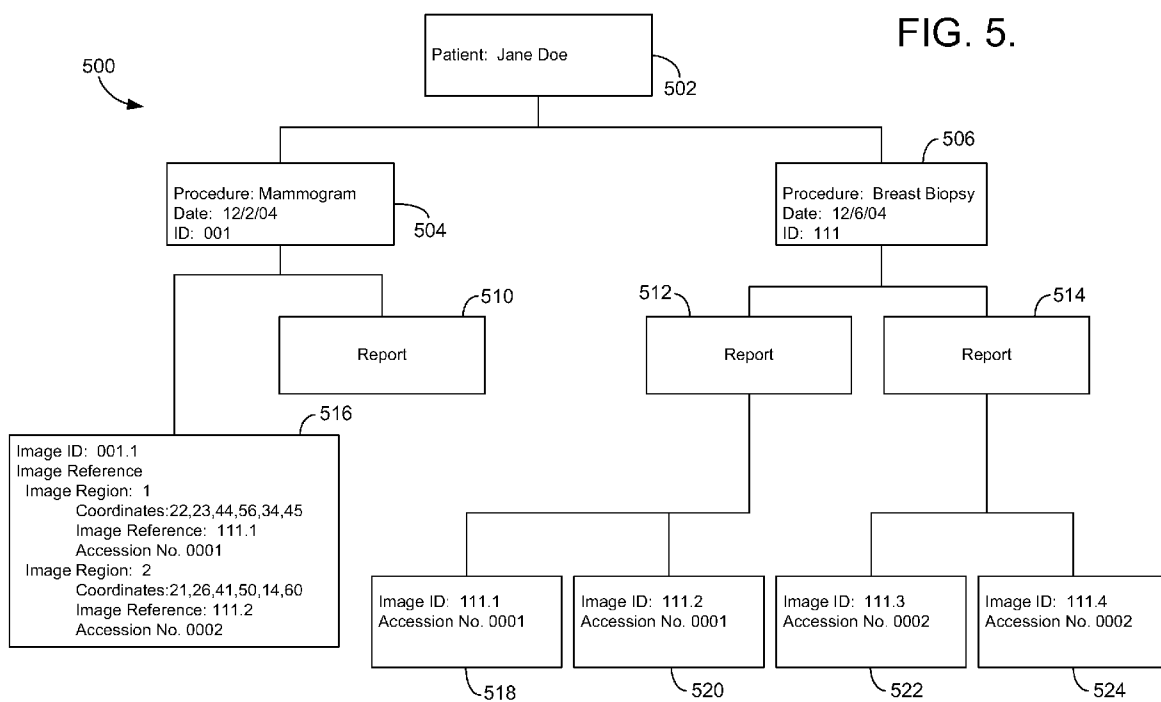 FIG. 5.
500
Patient: Jane Doe
502
506
Procedure: Mammogram
Date: 12/2/04
ID: 001
504
Procedure: Breast Biopsy
Date: 12/6/04
ID: 111
510
Report
512
Report
514
Report
516
Image ID: 001.1
Image Reference
Image Region: 1
Coordinates:22,23,44,56,34,45
Image Reference: 111.1
Accession No. 0001
Image Region: 2
Coordinates:21,26,41,50,14,60
Image Reference: 111.2
Accession No. 0002
Image ID: 111.1
Accession No. 0001
518
Image ID: 111.2
Accession No. 0001
520
Image ID: 111.3
Accession No. 0002
522
Image ID: 111.4
Accession No. 0002
524